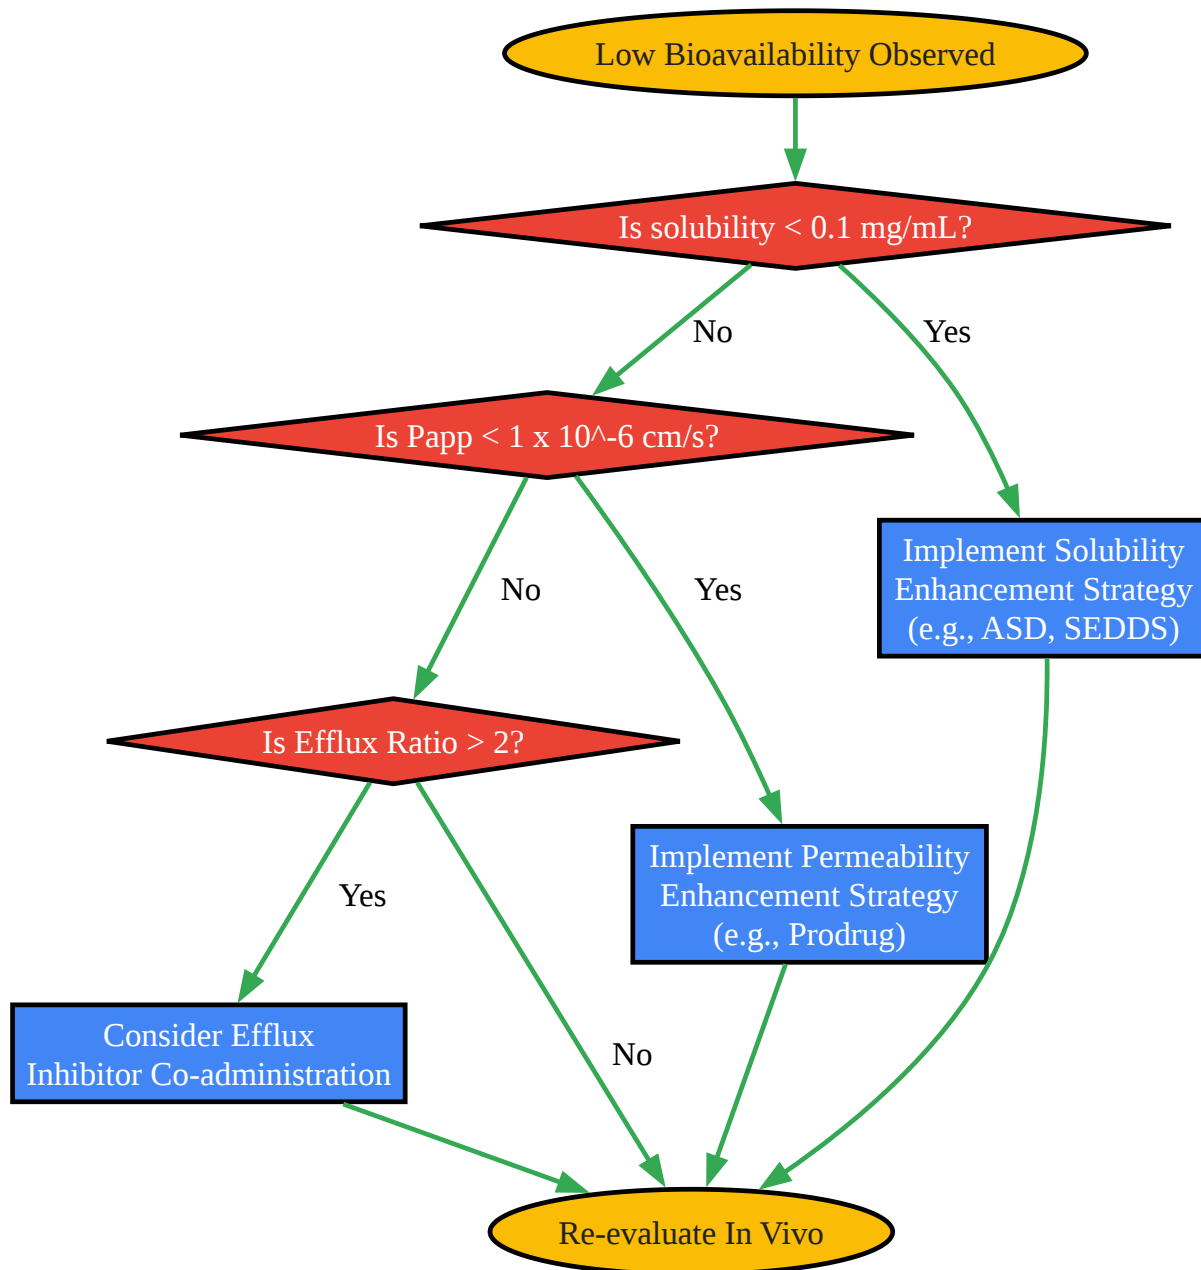 Low Bioavailability Observed
Is solubility < 0.1 mg/mL?
No
Yes
Is Papp < 1 x 10^-6 cm/s?
Implement Solubility
Enhancement Strategy
(e.g., ASD, SEDDS)
No
Yes
Is Efflux Ratio > 2?
Implement Permeability
Enhancement Strategy
(e.g., Prodrug)
Yes
Consider Efflux
Inhibitor Co-administration
No
Re-evaluate In Vivo